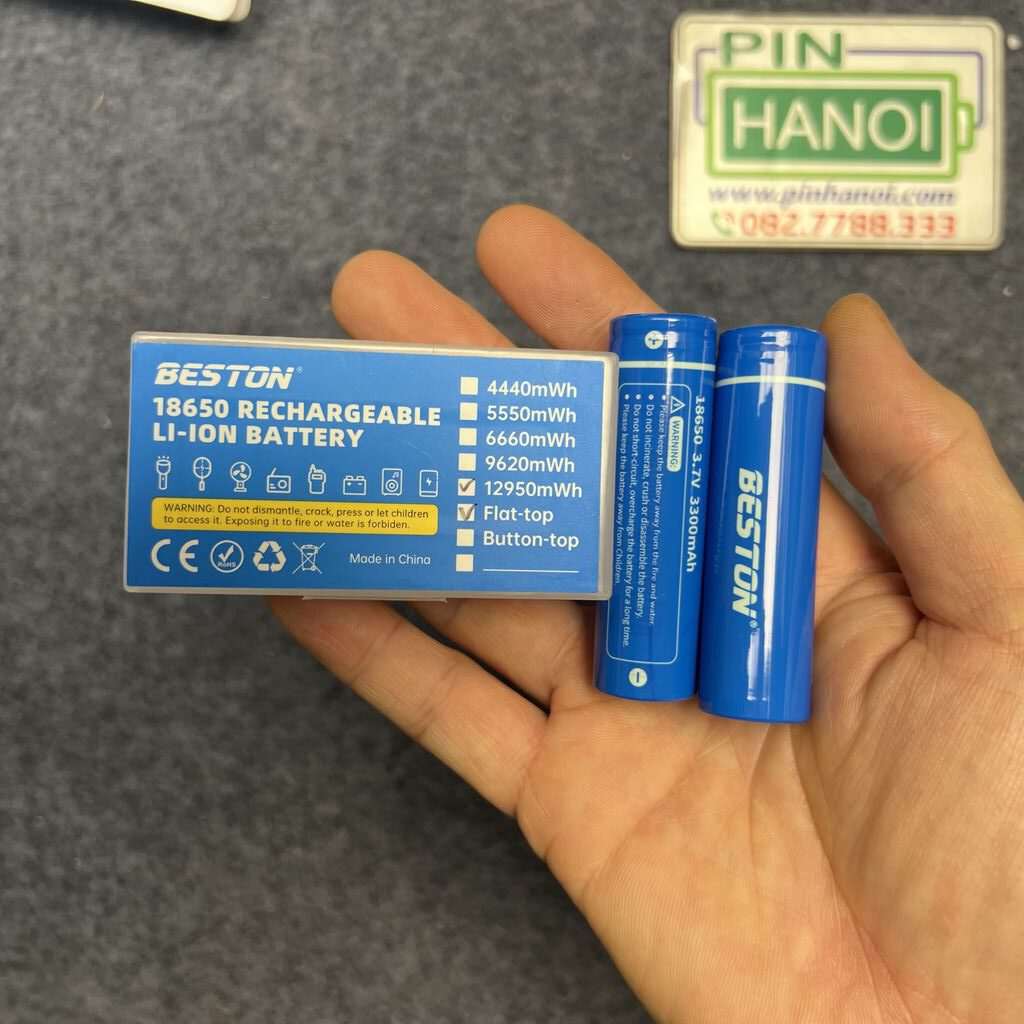 PIN
HANOI
www.pinhanoi.com
082.7788.333
BESTON®
18650 RECHARGEABLE
LI-ION BATTERY
WARNING: Do not dismantle, crack, press or let children
to access it. Exposing it to fire or water is forbiden.
CE
RoHS
Made in China
4440mWh
5550mWh
6660mWh
9620mWh
12950mWh
Flat-top
Button-top
18650 3.7V 3300mAh
WARNING:
• Please keep the battery away from the fire and water.
• Do not incinerate, crush or disassemble the battery.
• Do not short-circuit, overcharge the battery for a long time.
• Please keep the battery away from Children.
BESTON®